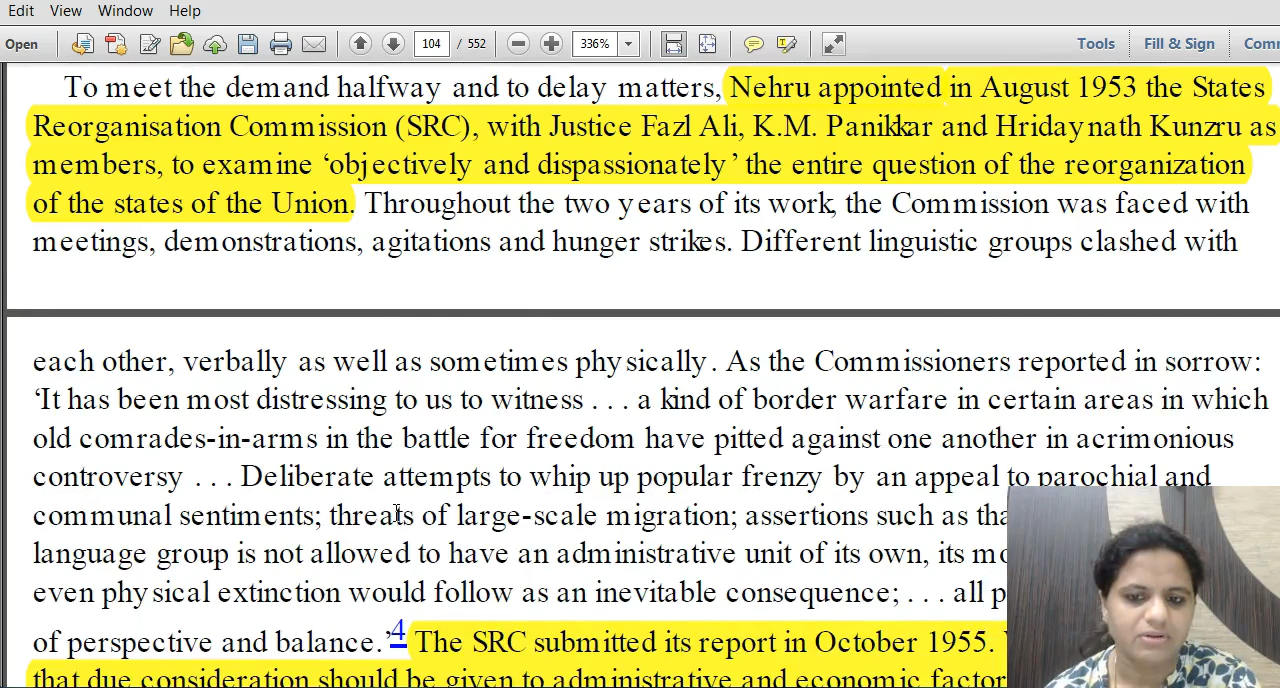 Edit View Window Help
Open 104 / 552 336% Tools Fill & Sign Comm
To meet the demand halfway and to delay matters, Nehru appointed in August 1953 the States
Reorganisation Commission (SRC), with Justice Fazl Ali, K.M. Panikkar and Hridaynath Kunzru as
members, to examine ‘objectively and dispassionately’ the entire question of the reorganization
of the states of the Union. Throughout the two years of its work, the Commission was faced with
meetings, demonstrations, agitations and hunger strikes. Different linguistic groups clashed with
each other, verbally as well as sometimes physically. As the Commissioners reported in sorrow:
‘It has been most distressing to us to witness . . . a kind of border warfare in certain areas in which
old comrades-in-arms in the battle for freedom have pitted against one another in acrimonious
controversy . . . Deliberate attempts to whip up popular frenzy by an appeal to parochial and
communal sentiments; threats of large-scale migration; assertions such as tha
language group is not allowed to have an administrative unit of its own, its mo
even physical extinction would follow as an inevitable consequence; . . . all p
of perspective and balance.’4 The SRC submitted its report in October 1955.
that due consideration should be given to administrative and economic factor